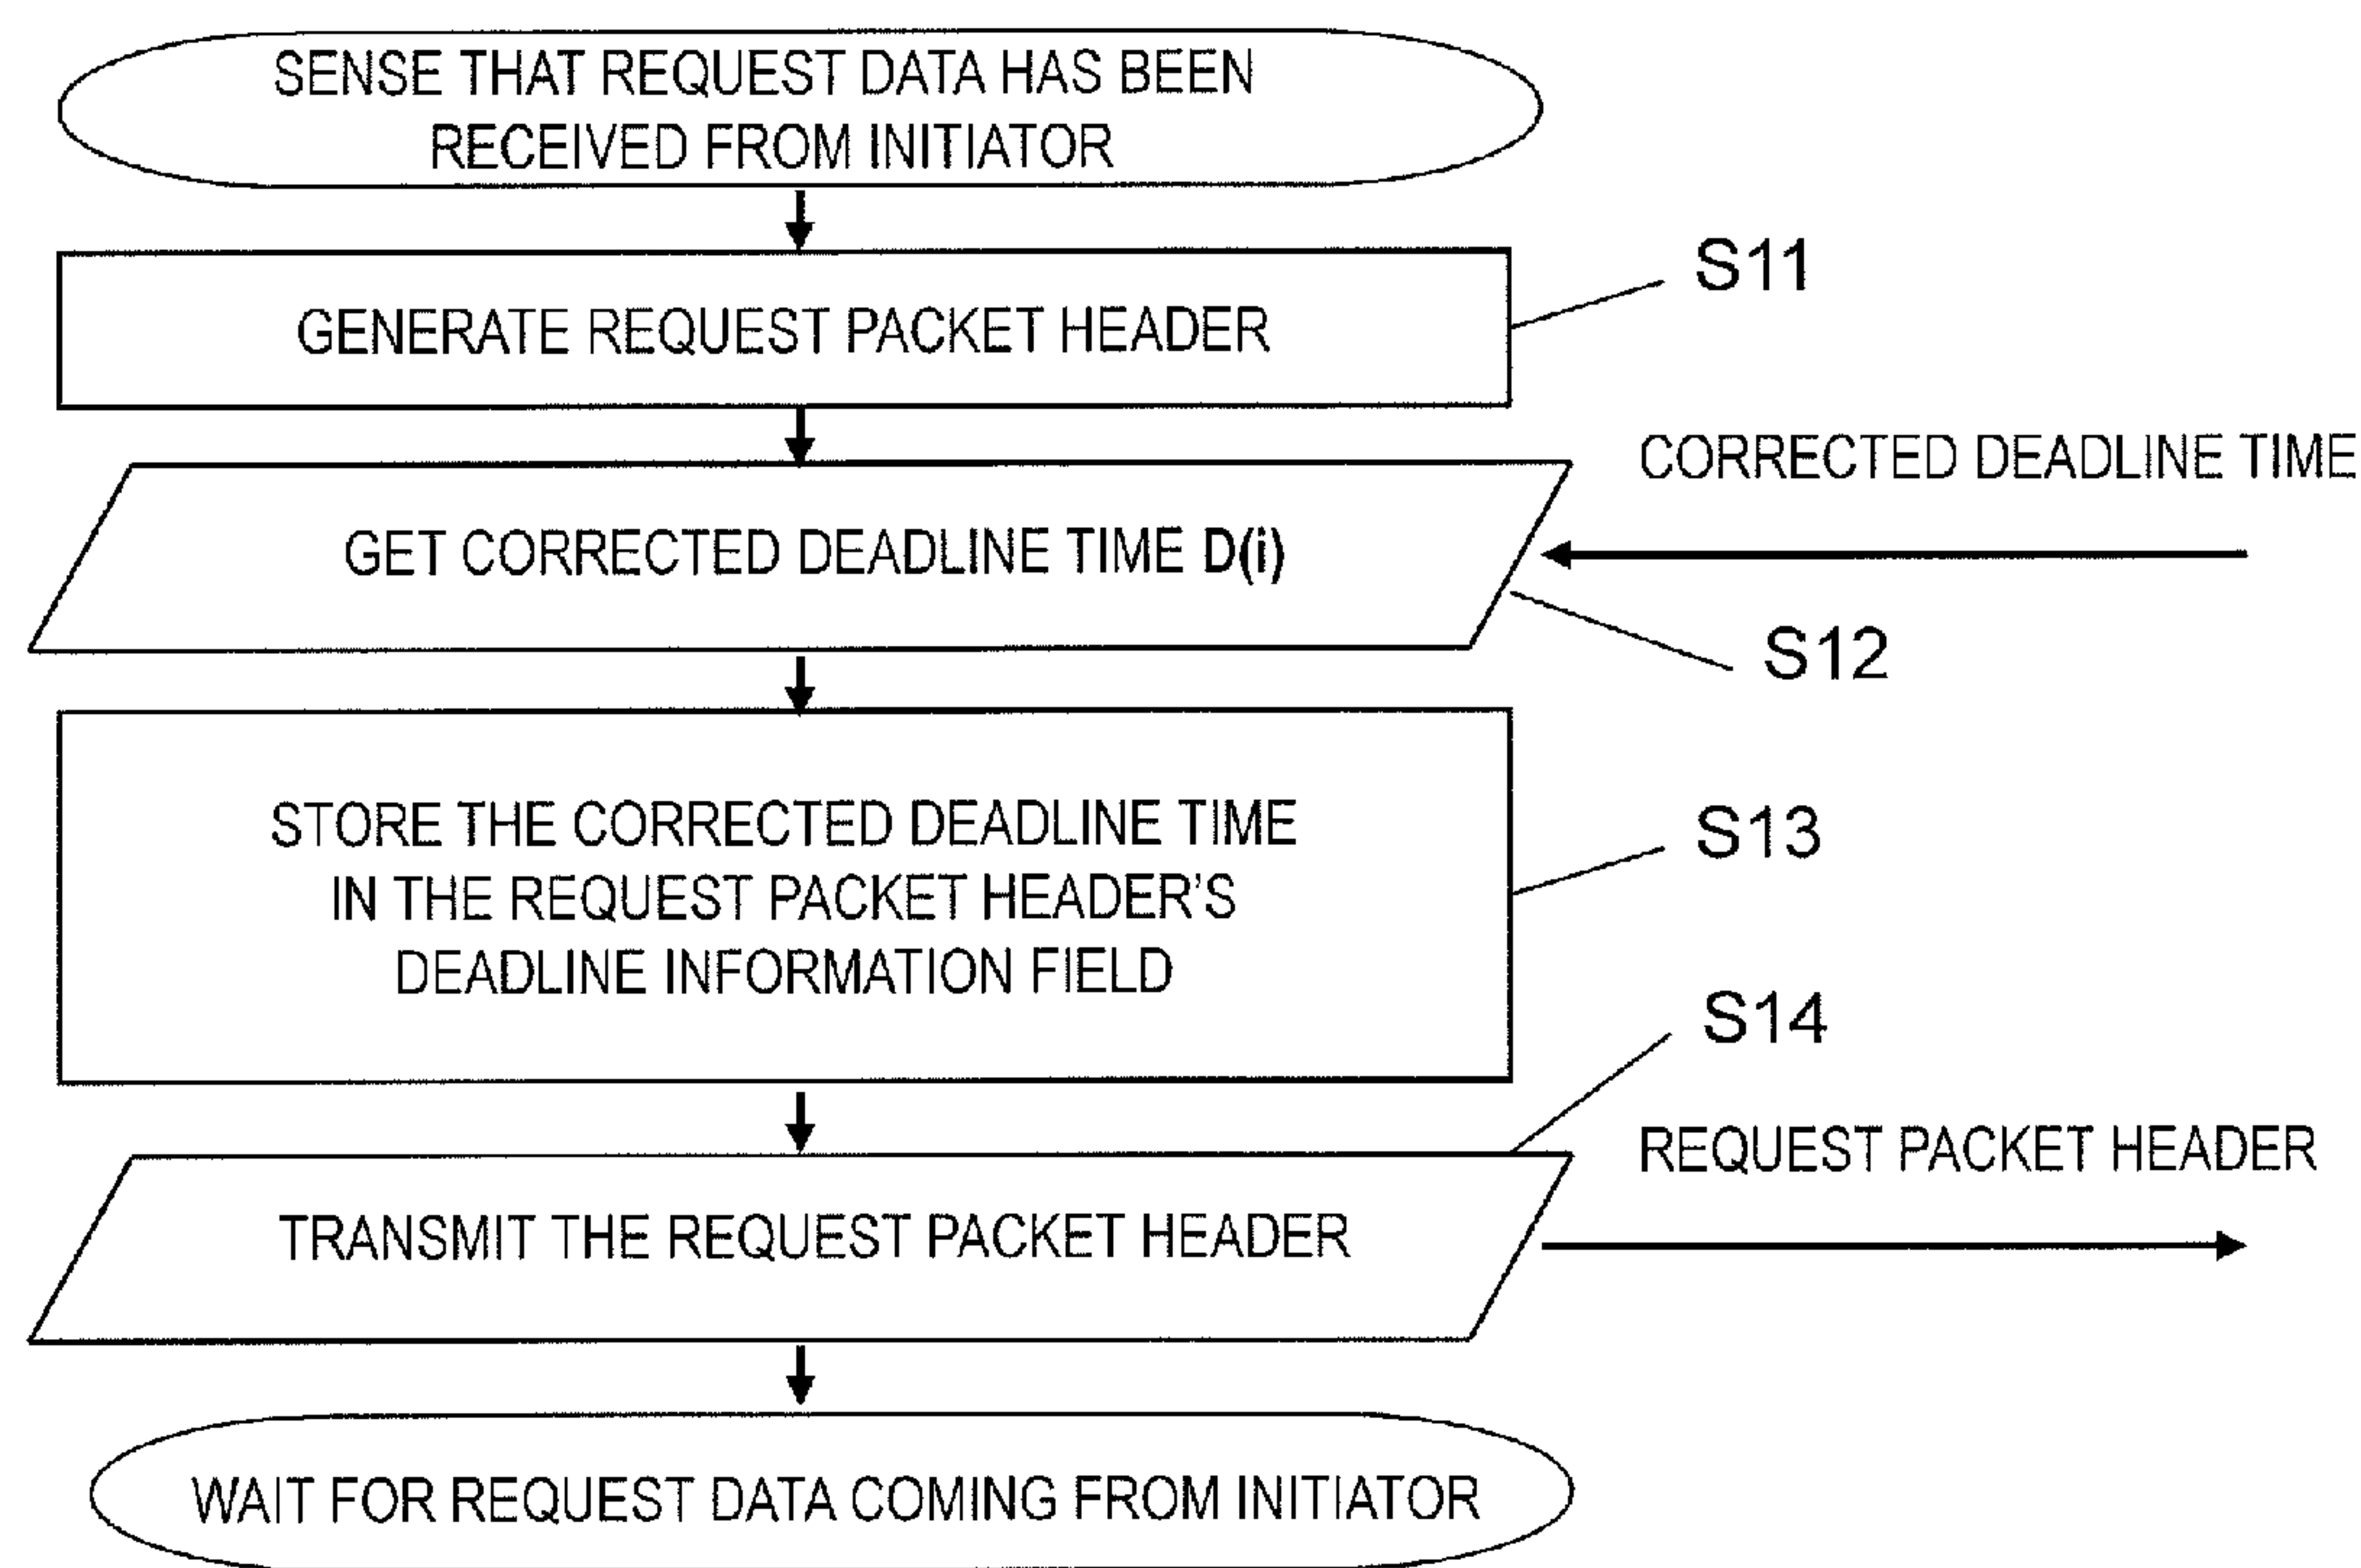 SENSE THAT REQUEST DATA HAS BEEN
RECEIVED FROM INITIATOR
S11
GENERATE REQUEST PACKET HEADER
CORRECTED DEADLINE TIME
GET CORRECTED DEADLINE TIME D(i)
S12
STORE THE CORRECTED DEADLINE TIME
IN THE REQUEST PACKET HEADER'S
DEADLINE INFORMATION FIELD
S13
S14
REQUEST PACKET HEADER
TRANSMIT THE REQUEST PACKET HEADER
WAIT FOR REQUEST DATA COMING FROM INITIATOR